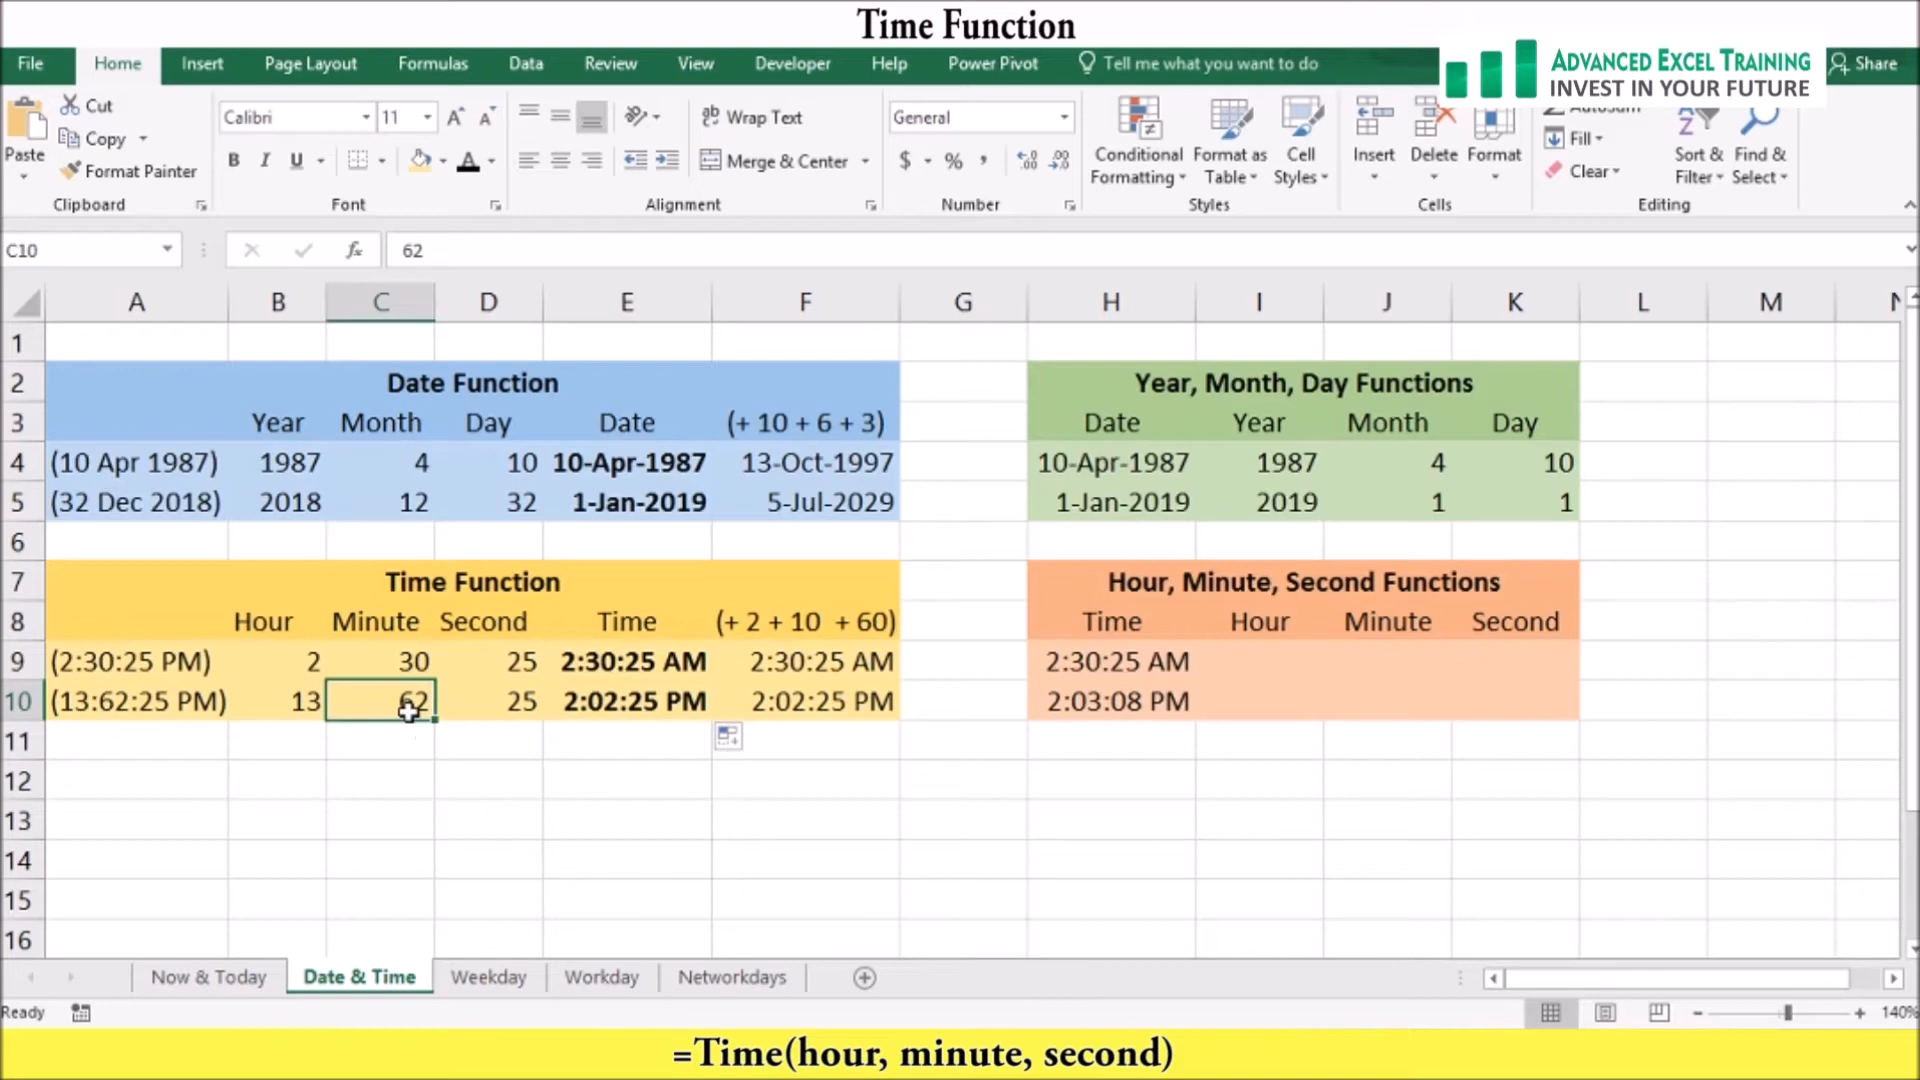 Time Function
File Home Insert Page Layout Formulas Data Review View Developer Help Power Pivot Tell me what you want to do Share
ADVANCED EXCEL TRAINING
INVEST IN YOUR FUTURE
Paste
Cut
Copy
Format Painter
Clipboard
Calibri 11
B I U
Font
Wrap Text
Merge & Center
Alignment
General
$ % ,
Number
Conditional Formatting
Format as Table
Cell Styles
Styles
Insert Delete Format
Cells
AutoSum
Fill
Clear
Sort & Filter
Find & Select
Editing
C10 fx 62
A B C D E F G H I J K L M N
1
2 Date Function Year, Month, Day Functions
3 Year Month Day Date (+ 10 + 6 + 3) Date Year Month Day
4 (10 Apr 1987) 1987 4 10 10-Apr-1987 13-Oct-1997 10-Apr-1987 1987 4 10
5 (32 Dec 2018) 2018 12 32 1-Jan-2019 5-Jul-2029 1-Jan-2019 2019 1 1
6
7 Time Function Hour, Minute, Second Functions
8 Hour Minute Second Time (+ 2 + 10 + 60) Time Hour Minute Second
9 (2:30:25 PM) 2 30 25 2:30:25 AM 2:30:25 AM 2:30:25 AM
10 (13:62:25 PM) 13 62 25 2:02:25 PM 2:02:25 PM 2:03:08 PM
11
12
13
14
15
16
Now & Today Date & Time Weekday Workday Networkdays
Ready 140%
=Time(hour, minute, second)